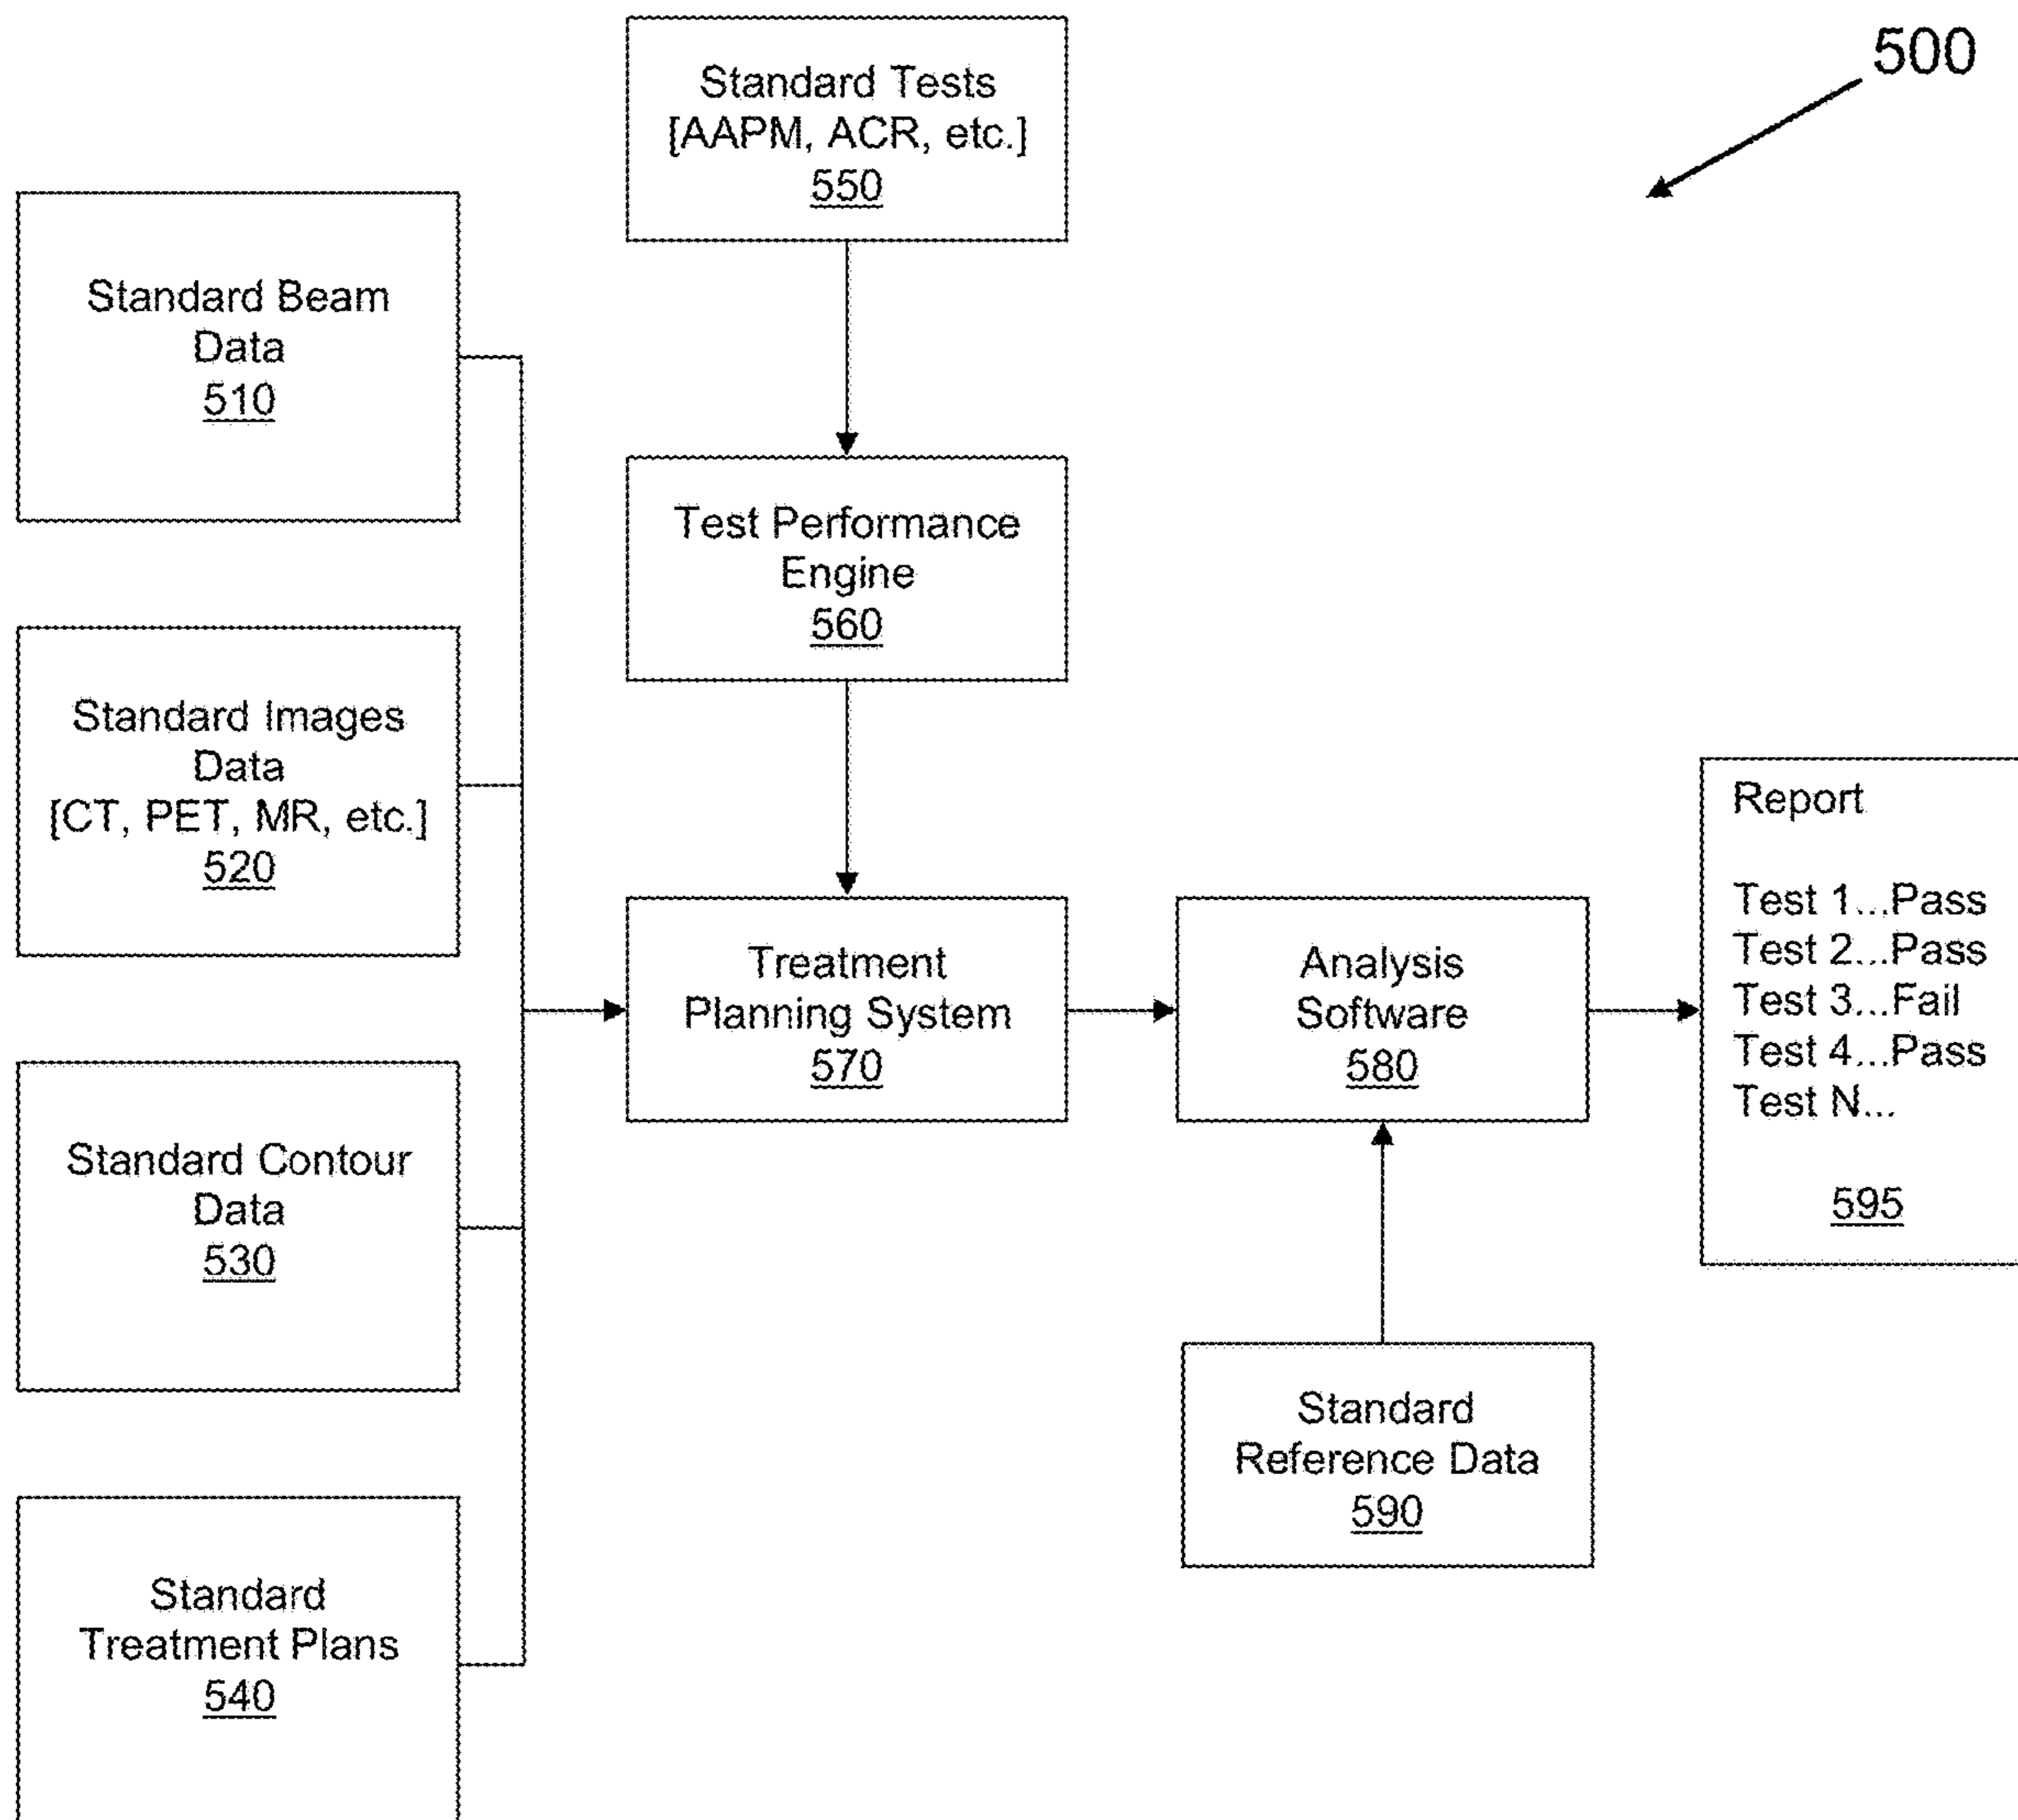 500
Standard Tests
[AAPM, ACR, etc.]
550
Standard Beam
Data
510
Test Performance
Engine
560
Standard Images
Data
[CT, PET, MR, etc.]
520
Treatment
Planning System
570
Analysis
Software
580
Report
Test 1...Pass
Test 2...Pass
Test 3...Fail
Test 4...Pass
Test N...
595
Standard Contour
Data
530
Standard
Reference Data
590
Standard
Treatment Plans
540